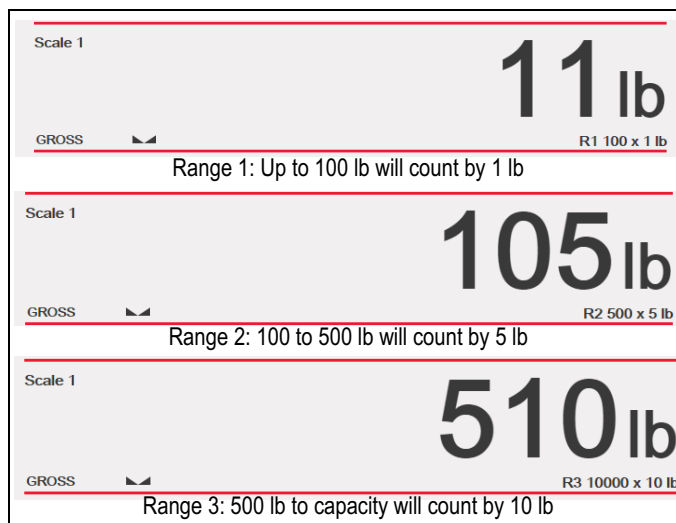 Scale 1
11 lb
GROSS R1 100 x 1 lb
Range 1: Up to 100 lb will count by 1 lb
Scale 1
105 lb
GROSS R2 500 x 5 lb
Range 2: 100 to 500 lb will count by 5 lb
Scale 1
510 lb
GROSS R3 10000 x 10 lb
Range 3: 500 lb to capacity will count by 10 lb